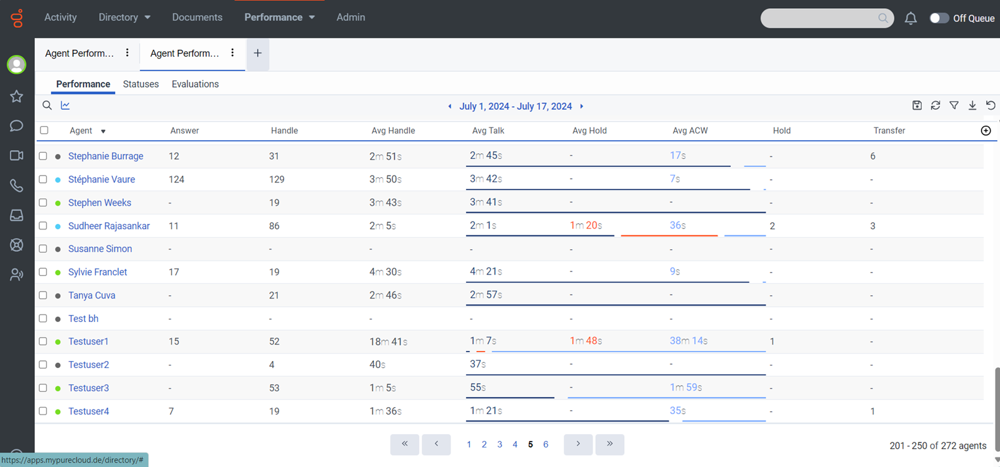 Activity Directory Documents Performance Admin Off Queue
Agent Perform... Agent Perform... +
Performance Statuses Evaluations
July 1, 2024 - July 17, 2024
Agent Answer Handle Avg Handle Avg Talk Avg Hold Avg ACW Hold Transfer
Stephanie Burrage 12 31 2m 51s 2m 45s - 17s - 6
Stéphanie Vaure 124 129 3m 50s 3m 42s - 7s - -
Stephen Weeks - 19 3m 43s 3m 41s - - - -
Sudheer Rajasankar 11 86 2m 5s 2m 1s 1m 20s 36s 2 3
Susanne Simon - - - - - - - -
Sylvie Franclet 17 19 4m 30s 4m 21s - 9s - -
Tanya Cuva - 21 2m 46s 2m 57s - - - -
Test bh - - - - - - - -
Testuser1 15 52 18m 41s 1m 7s 1m 48s 38m 14s 1 -
Testuser2 - 4 40s 37s - - - -
Testuser3 - 53 1m 5s 55s - 1m 59s - -
Testuser4 7 19 1m 36s 1m 21s - 35s - 1
« ‹ 1 2 3 4 5 6 › » 201 - 250 of 272 agents
https://apps.mypurecloud.de/directory/#